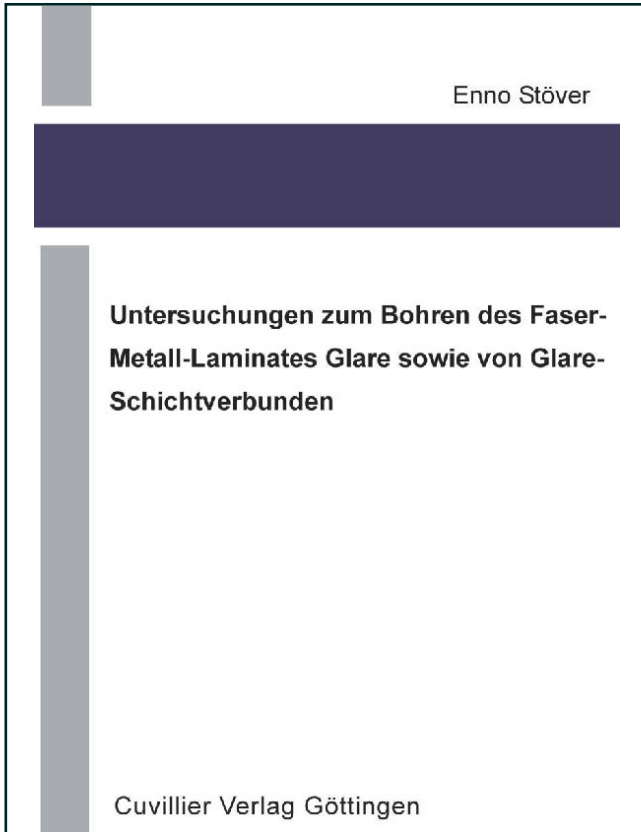 Enno Stöver
Untersuchungen zum Bohren des Faser-
Metall-Laminates Glare sowie von Glare-
Schichtverbunden
Cuvillier Verlag Göttingen